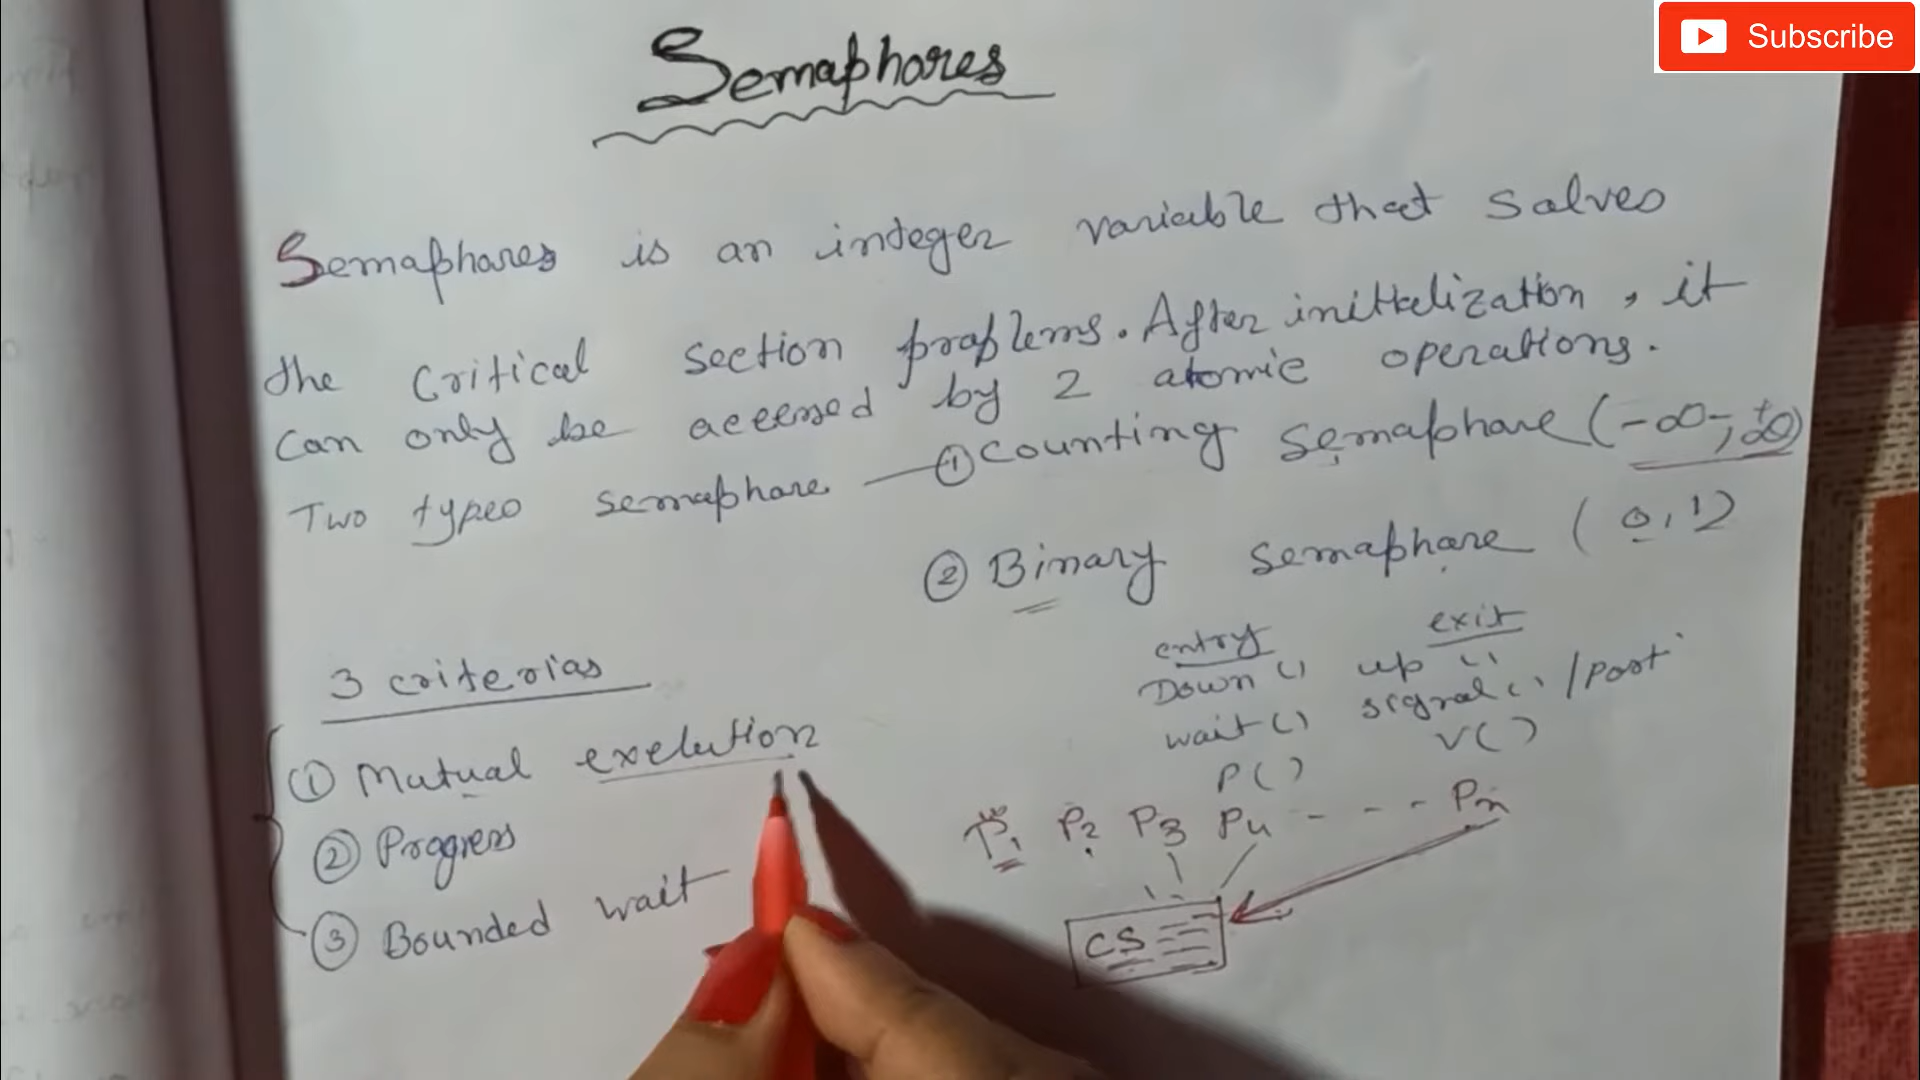 Subscribe
Semaphores
Semaphores is an integer variable that solves
the critical section problems. After initialization, it
can only be accessed by 2 atomic operations.
Two types semaphore — ① Counting semaphore (-∞, +∞)
② Binary semaphore (0,1)
entry exit
Down () up ()
wait () signal () /Post
P() V()
3 criterias
① Mutual exclution
② Progress
③ Bounded wait
P1 P2 P3 P4 - - - Pn
CS